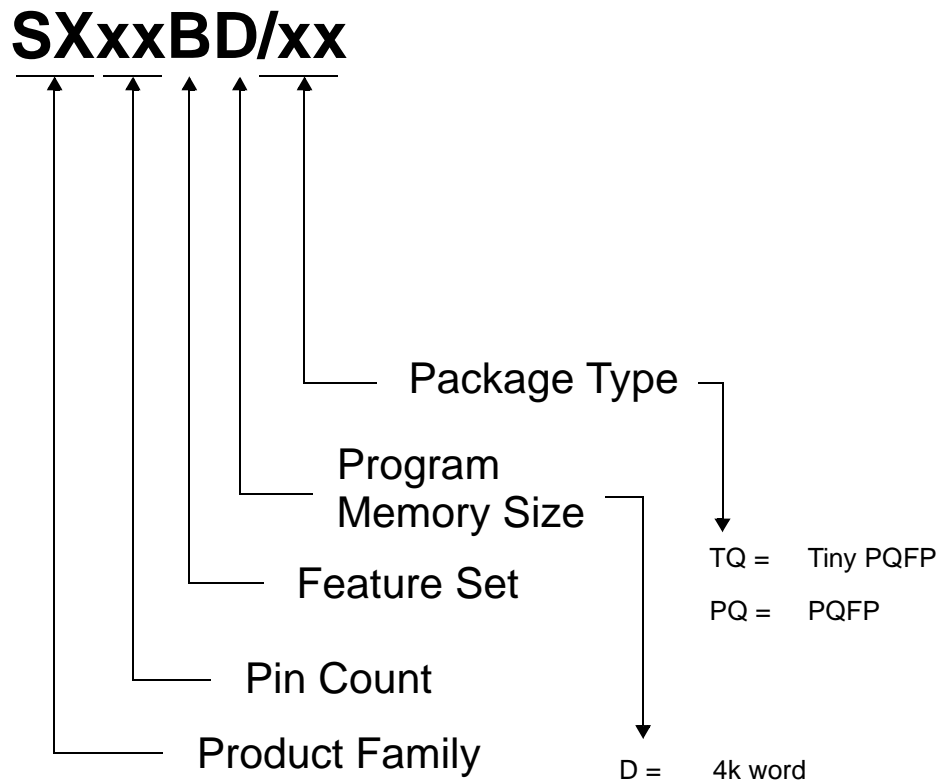 SXxxBD/xx
Package Type
Program
Memory Size
TQ = Tiny PQFP
Feature Set
PQ = PQFP
Pin Count
Product Family
D = 4k word